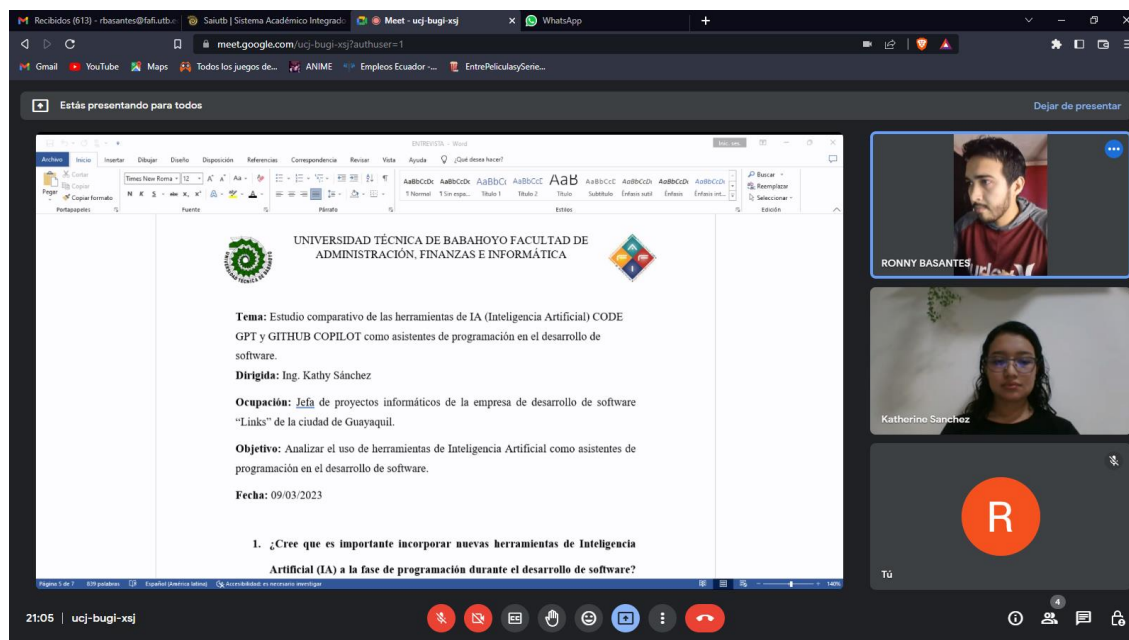 Recibidos (613) - rbasantes@fafi.utb.e
Saiutb | Sistema Académico Integrado
Meet - ucj-bugi-xsj
WhatsApp
meet.google.com/ucj-bugi-xsj?authuser=1
Gmail YouTube Maps Todos los juegos de... ANIME Empleos Ecuador -... EntrePeliculasySerie...
Estás presentando para todos
Dejar de presentar
ENTREVISTA - Word
Archivo Inicio Insertar Dibujar Diseño Disposición Referencias Correspondencia Revisar Vista Ayuda ¿Qué desea hacer?
Pegar
Cortar
Copiar
Copiar formato
Times New Roma 12
N K S
AaBbCcDc AaBbCcDc AaBbCc AaBbCcC AaB AaBbCcC AaBbCcDc AaBbCcDc AaBbCcDc
1 Normal 1 Sin espa... Título 1 Título 2 Título Subtítulo Énfasis sutil Énfasis Énfasis int...
Buscar
Reemplazar
Seleccionar
Portapapeles Fuente Párrafo Estilos Edición
UNIVERSIDAD TÉCNICA DE BABAHOYO FACULTAD DE
ADMINISTRACIÓN, FINANZAS E INFORMÁTICA
Tema: Estudio comparativo de las herramientas de IA (Inteligencia Artificial) CODE
GPT y GITHUB COPILOT como asistentes de programación en el desarrollo de
software.
Dirigida: Ing. Kathy Sánchez
Ocupación: Jefa de proyectos informáticos de la empresa de desarrollo de software
“Links” de la ciudad de Guayaquil.
Objetivo: Analizar el uso de herramientas de Inteligencia Artificial como asistentes de
programación en el desarrollo de software.
Fecha: 09/03/2023
1. ¿Cree que es importante incorporar nuevas herramientas de Inteligencia
Artificial (IA) a la fase de programación durante el desarrollo de software?
Página 5 de 7 839 palabras Español (América latina) Accesibilidad: es necesario investigar
140%
RONNY BASANTES
Katherine Sanchez
R
Tú
21:05 | ucj-bugi-xsj
4